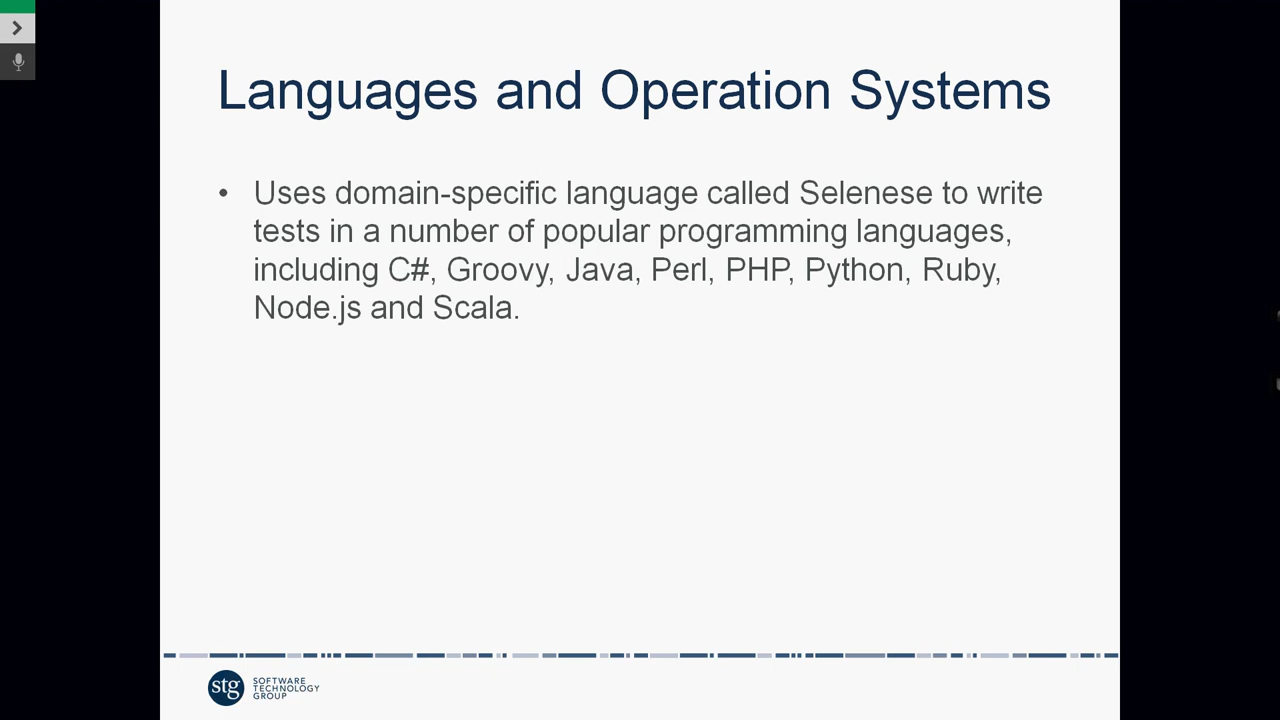 Languages and Operation Systems
• Uses domain-specific language called Selenese to write
tests in a number of popular programming languages,
including C#, Groovy, Java, Perl, PHP, Python, Ruby,
Node.js and Scala.
stg
SOFTWARE
TECHNOLOGY
GROUP